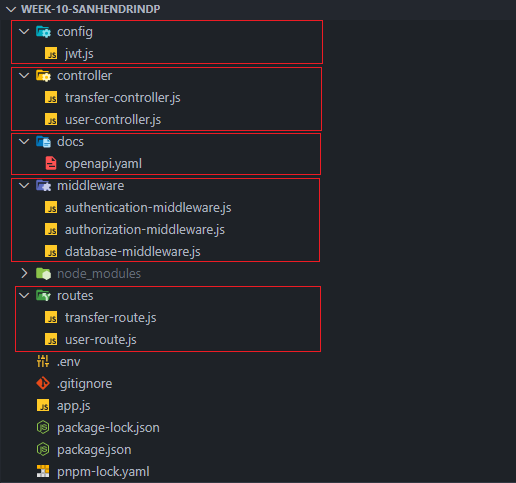 WEEK-10-SANHENDRINDP
config
JS jwt.js
controller
JS transfer-controller.js
JS user-controller.js
docs
openapi.yaml
middleware
JS authentication-middleware.js
JS authorization-middleware.js
JS database-middleware.js
node_modules
routes
JS transfer-route.js
JS user-route.js
.env
.gitignore
JS app.js
package-lock.json
package.json
pnpm-lock.yaml